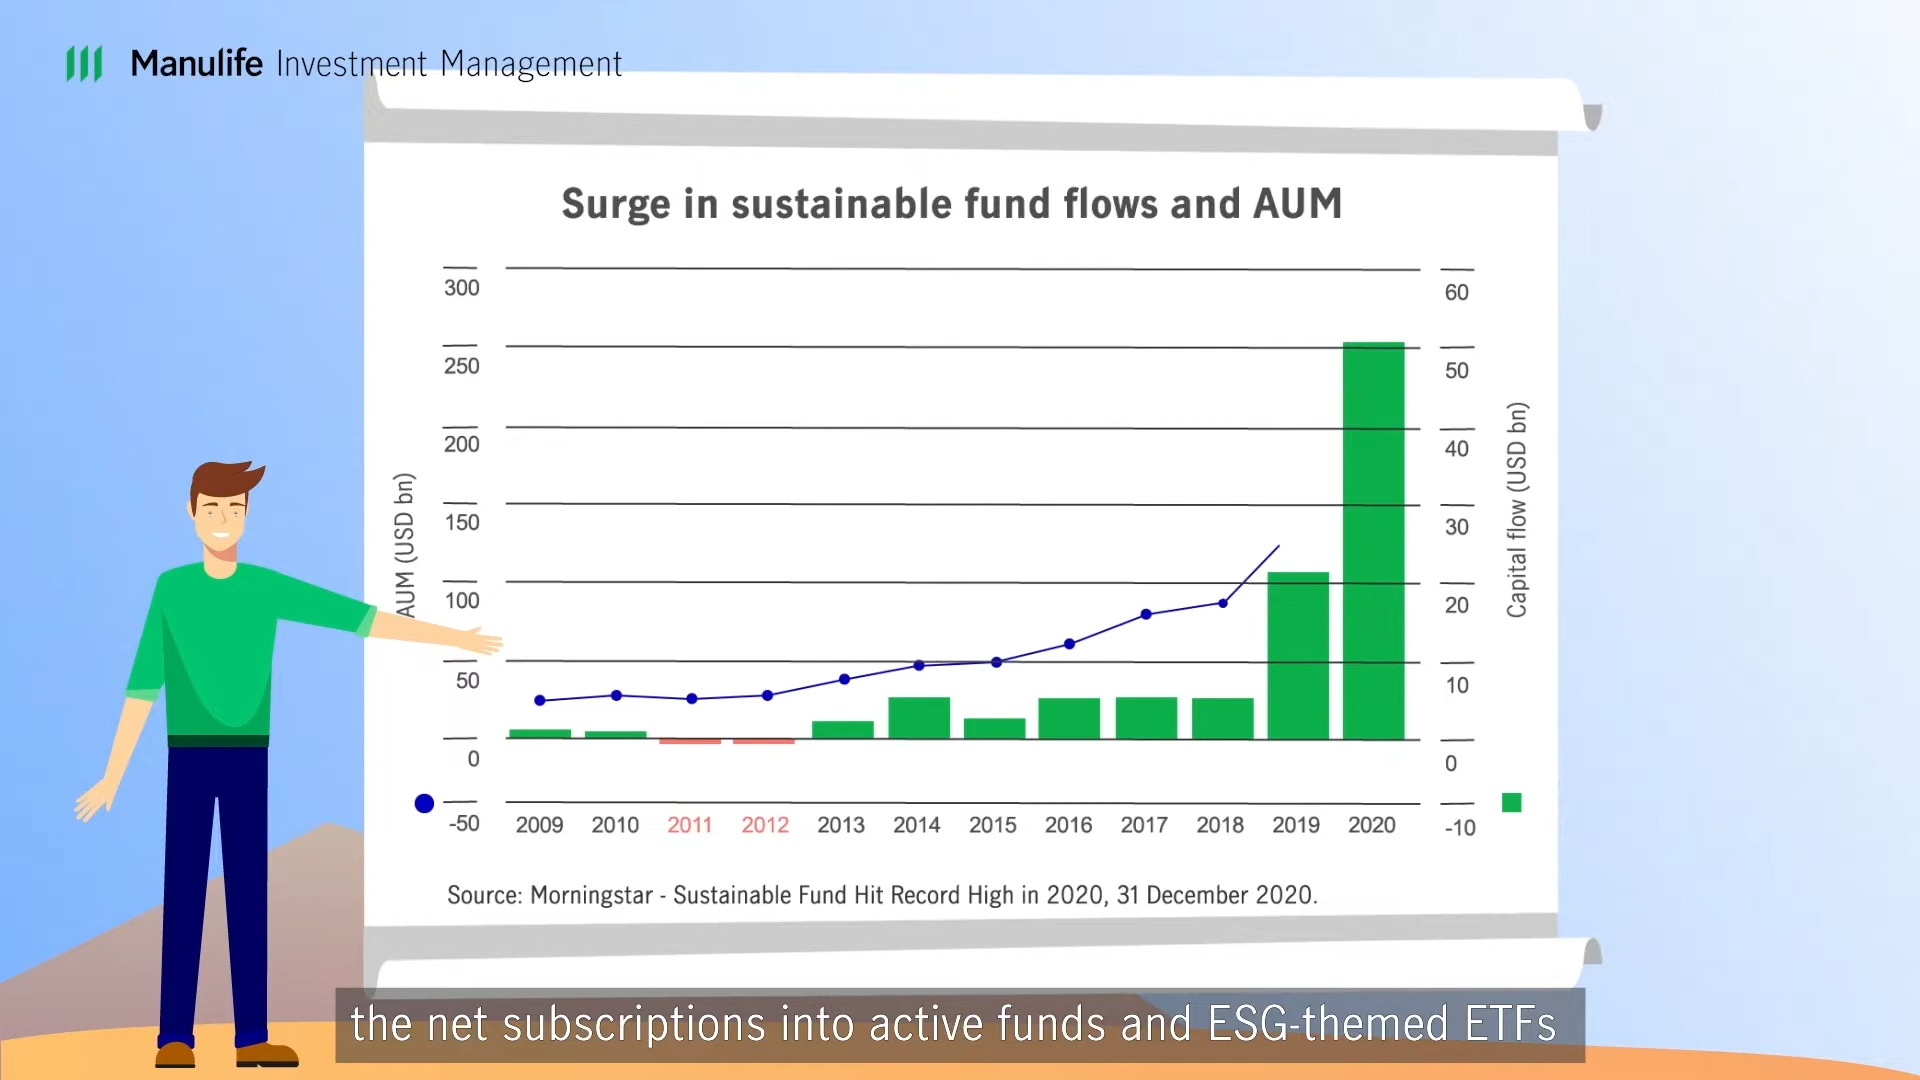 Manulife Investment Management
Surge in sustainable fund flows and AUM
300
250
200
150
100
50
0
-50
AUM (USD bn)
60
50
40
30
20
10
0
-10
Capital flow (USD bn)
2009 2010 2011 2012 2013 2014 2015 2016 2017 2018 2019 2020
Source: Morningstar - Sustainable Fund Hit Record High in 2020, 31 December 2020.
the net subscriptions into active funds and ESG-themed ETFs